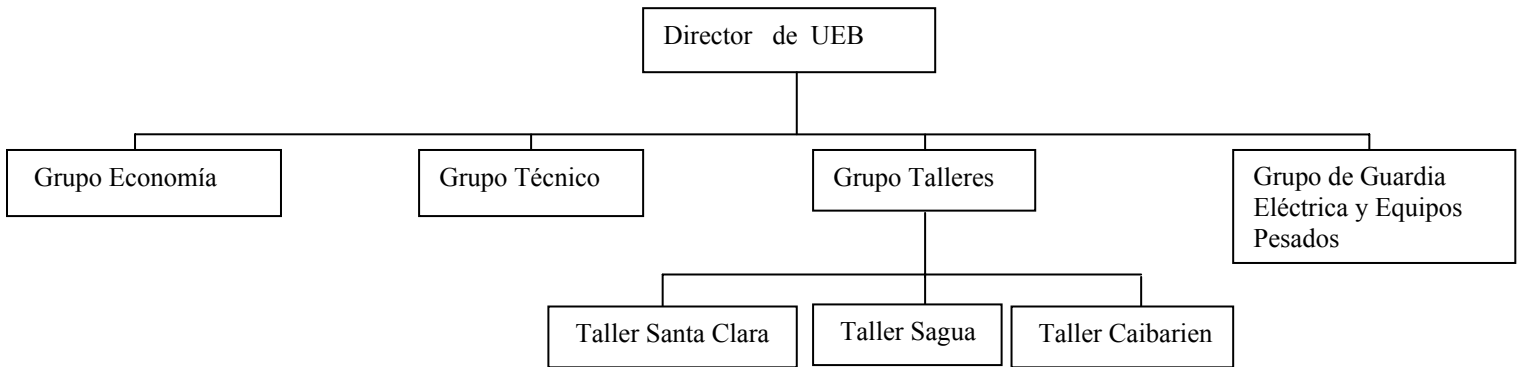 Director de UEB
Grupo Economía
Grupo Técnico
Grupo Talleres
Grupo de Guardia
Eléctrica y Equipos
Pesados
Taller Santa Clara
Taller Sagua
Taller Caibarien